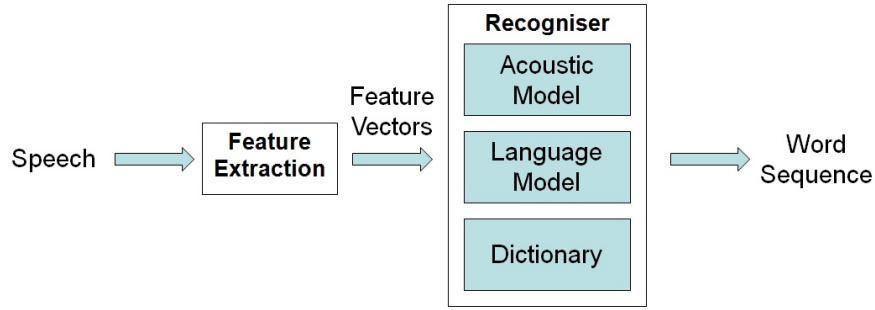 Speech
Feature
Extraction
Feature
Vectors
Recogniser
Acoustic
Model
Language
Model
Dictionary
Word
Sequence